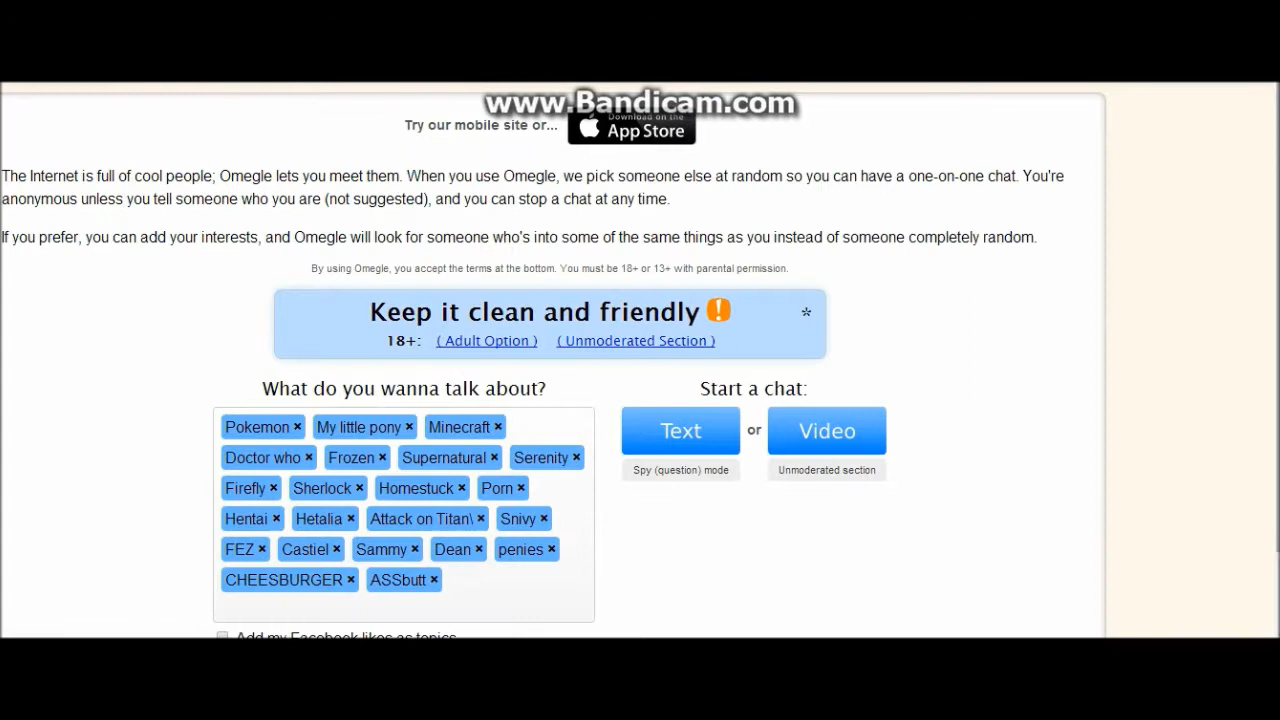 www.Bandicam.com
Try our mobile site or...
Download on the
App Store
The Internet is full of cool people; Omegle lets you meet them. When you use Omegle, we pick someone else at random so you can have a one-on-one chat. You're
anonymous unless you tell someone who you are (not suggested), and you can stop a chat at any time.
If you prefer, you can add your interests, and Omegle will look for someone who's into some of the same things as you instead of someone completely random.
By using Omegle, you accept the terms at the bottom. You must be 18+ or 13+ with parental permission.
Keep it clean and friendly ! *
18+: ( Adult Option ) ( Unmoderated Section )
What do you wanna talk about?
Pokemon × My little pony × Minecraft ×
Doctor who × Frozen × Supernatural × Serenity ×
Firefly × Sherlock × Homestuck × Porn ×
Hentai × Hetalia × Attack on Titan\ × Snivy ×
FEZ × Castiel × Sammy × Dean × penies ×
CHEESBURGER × ASSbutt ×
Add my Facebook likes as topics
Start a chat:
Text or Video
Spy (question) mode Unmoderated section